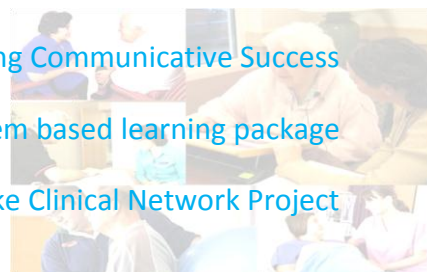 ng Communicative Success
em based learning package
ke Clinical Network Project